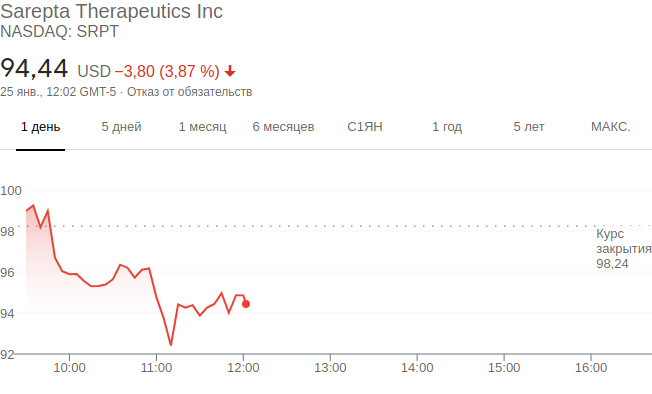 Sarepta Therapeutics Inc
NASDAQ: SRPT
94,44 USD −3,80 (3,87 %)
25 янв., 12:02 GMT-5 · Отказ от обязательств
1 день 5 дней 1 месяц 6 месяцев С1ЯН 1 год 5 лет МАКС.
100
98
Курс
закрытия
98,24
96
94
92
10:00 11:00 12:00 13:00 14:00 15:00 16:00